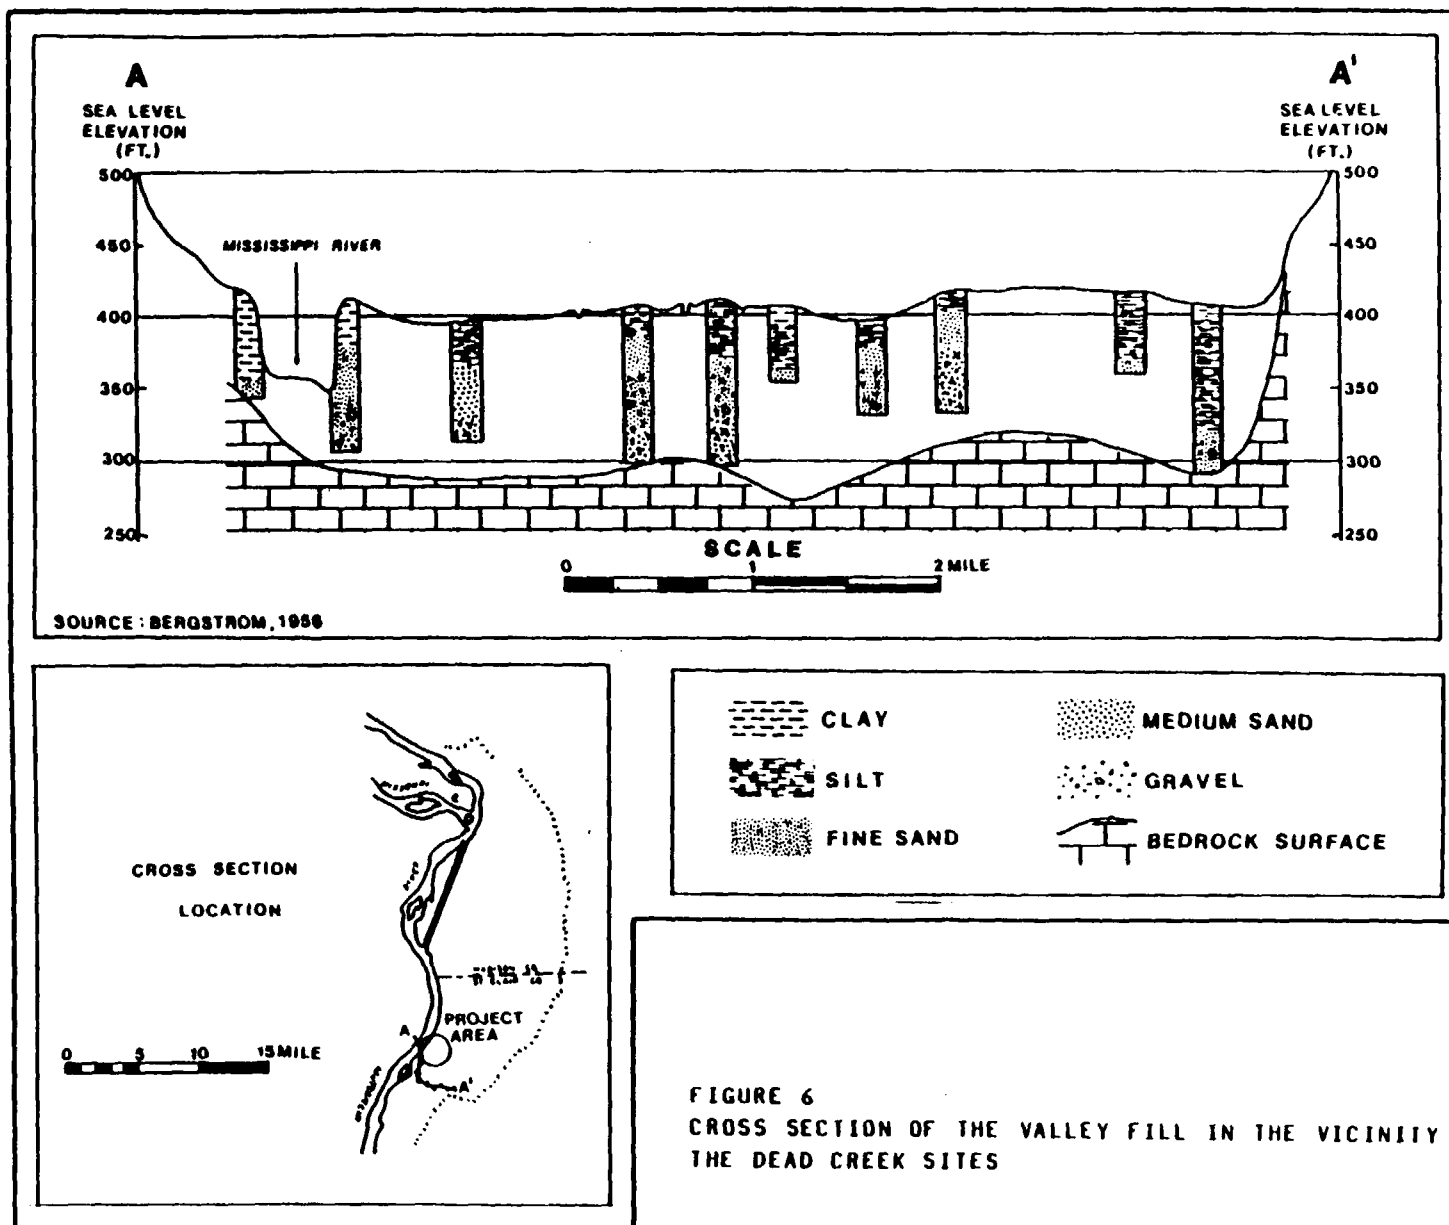 A
A'
SEA LEVEL
ELEVATION
(FT.)
SEA LEVEL
ELEVATION
(FT.)
500
500
450
MISSISSIPPI RIVER
450
400
400
350
350
300
300
250
250
SCALE
0 1 2 MILE
SOURCE : BERGSTROM, 1956
CLAY
MEDIUM SAND
SILT
GRAVEL
FINE SAND
BEDROCK SURFACE
CROSS SECTION
LOCATION
RIVER
A
PROJECT
AREA
A'
0 5 10 15 MILE
FIGURE 6
CROSS SECTION OF THE VALLEY FILL IN THE VICINITY
THE DEAD CREEK SITES